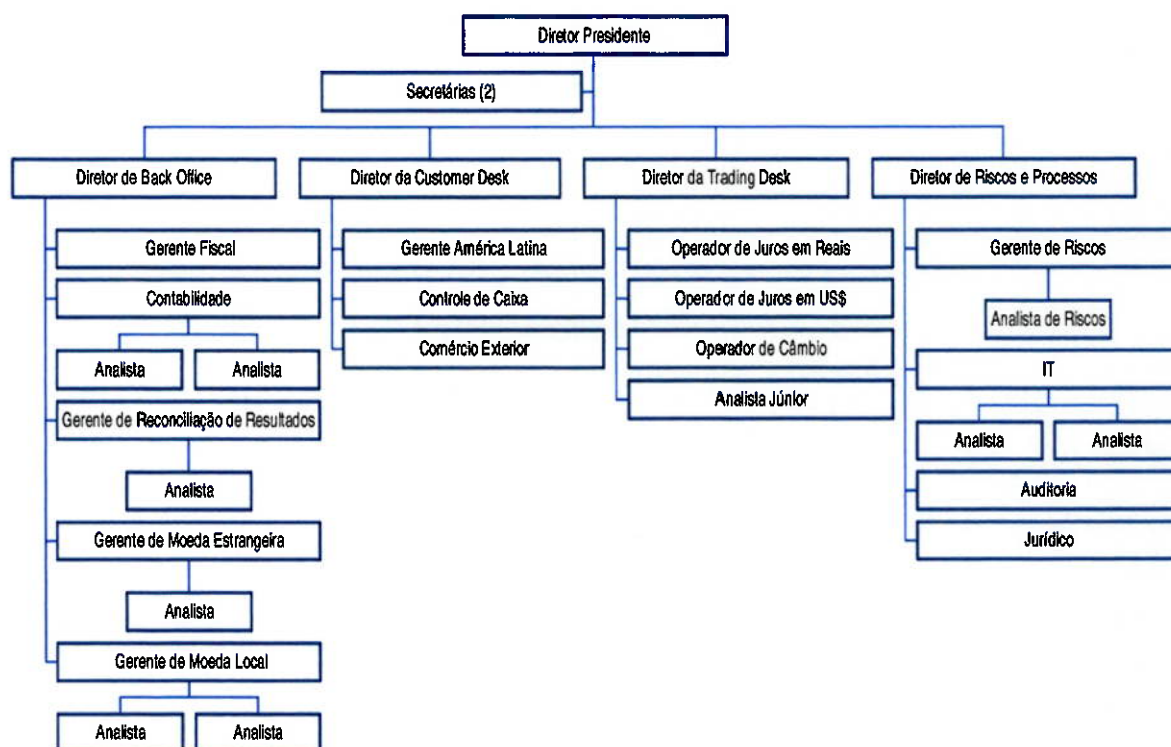 Diretor Presidente
Secretárias (2)
Diretor de Back Office
Diretor da Customer Desk
Diretor da Trading Desk
Diretor de Riscos e Processos
Gerente Fiscal
Gerente América Latina
Operador de Juros em Reais
Gerente de Riscos
Contabilidade
Controle de Caixa
Operador de Juros em US$
Analista de Riscos
Analista
Analista
Comércio Exterior
Operador de Câmbio
IT
Gerente de Reconciliação de Resultados
Analista Júnior
Analista
Analista
Analista
Auditoria
Gerente de Moeda Estrangeira
Jurídico
Analista
Gerente de Moeda Local
Analista
Analista